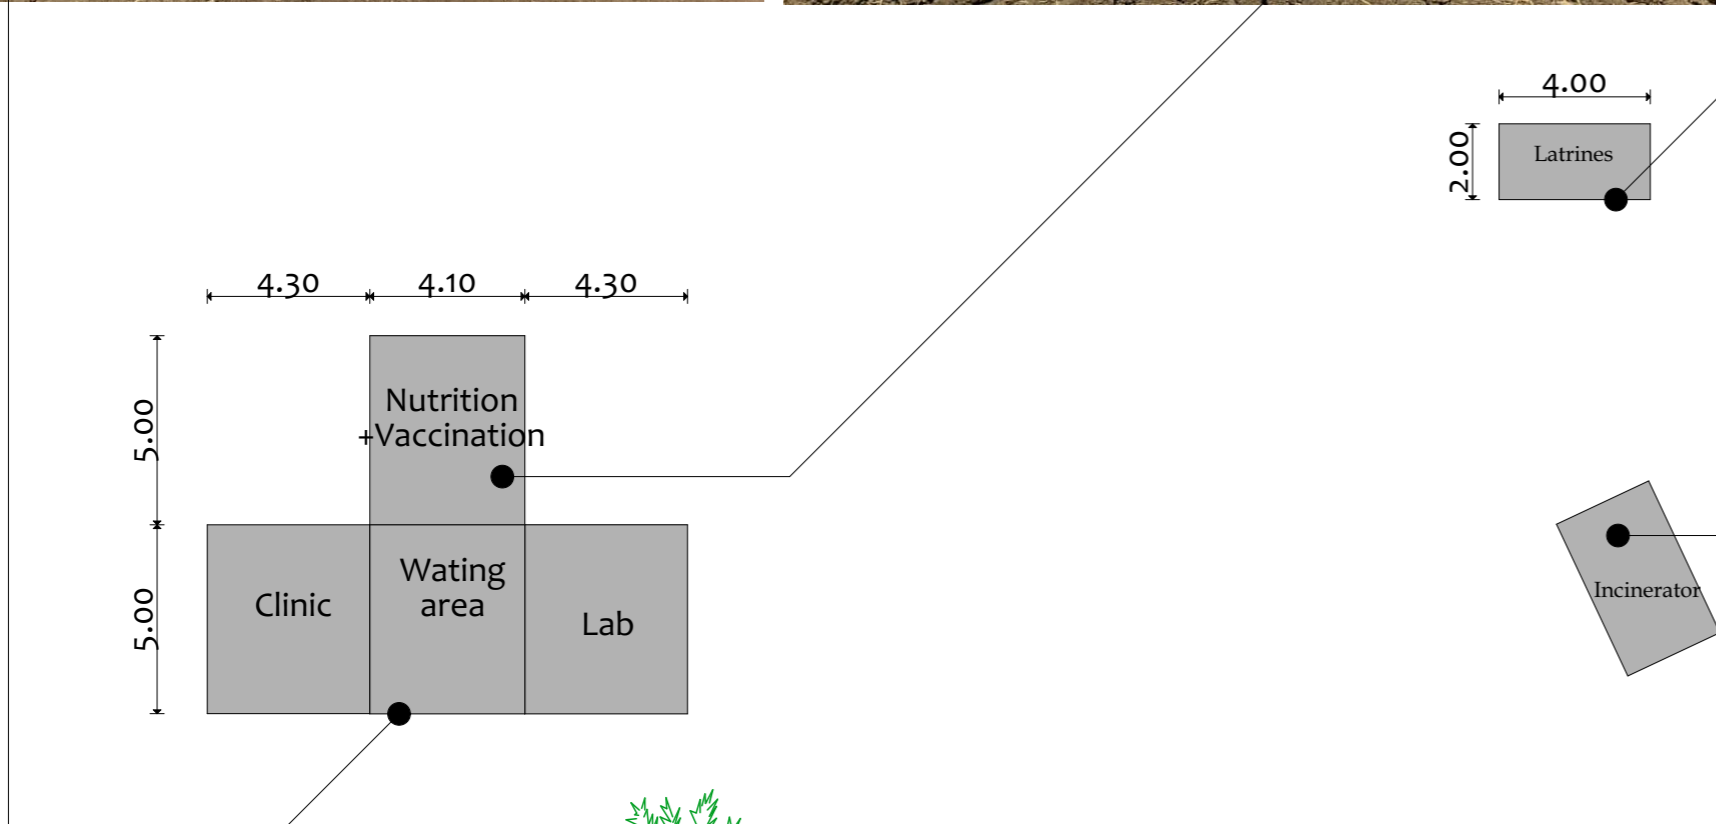 4.00
2.00
Latrines
4.30
4.10
4.30
5.00
Nutrition
+Vaccination
5.00
Clinic
Wating
area
Lab
Incinerator